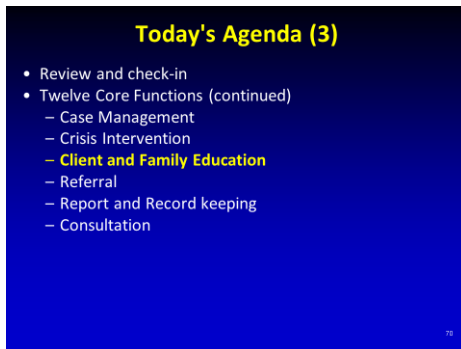 Today's Agenda (3)
• Review and check-in
• Twelve Core Functions (continued)
– Case Management
– Crisis Intervention
– Client and Family Education
– Referral
– Report and Record keeping
– Consultation
70